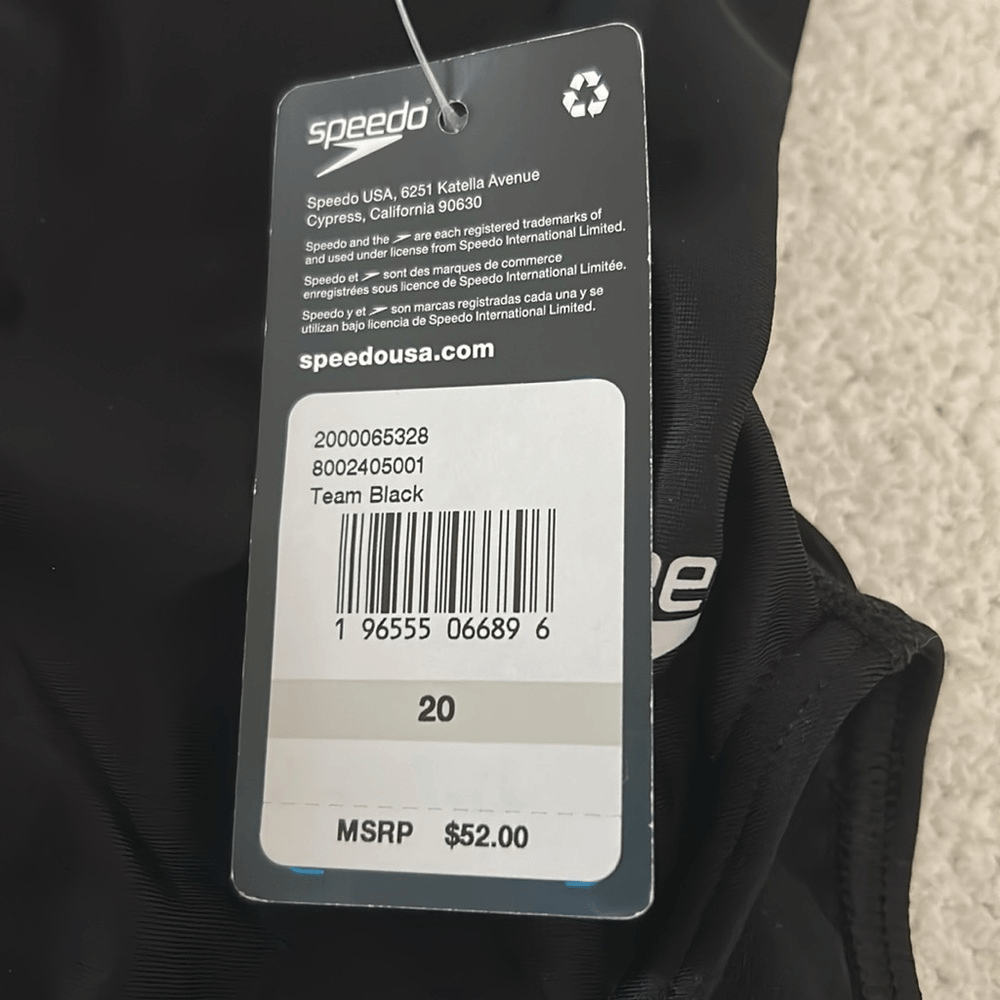 speedo®
Speedo USA, 6251 Katella Avenue
Cypress, California 90630
Speedo and the are each registered trademarks of
and used under license from Speedo International Limited.
Speedo et sont des marques de commerce
enregistrées sous licence de Speedo International Limitée.
Speedo y et son marcas registradas cada una y se
utilizan bajo licencia de Speedo International Limited.
speedousa.com
2000065328
8002405001
Team Black
1 96555 06689 6
20
MSRP $52.00